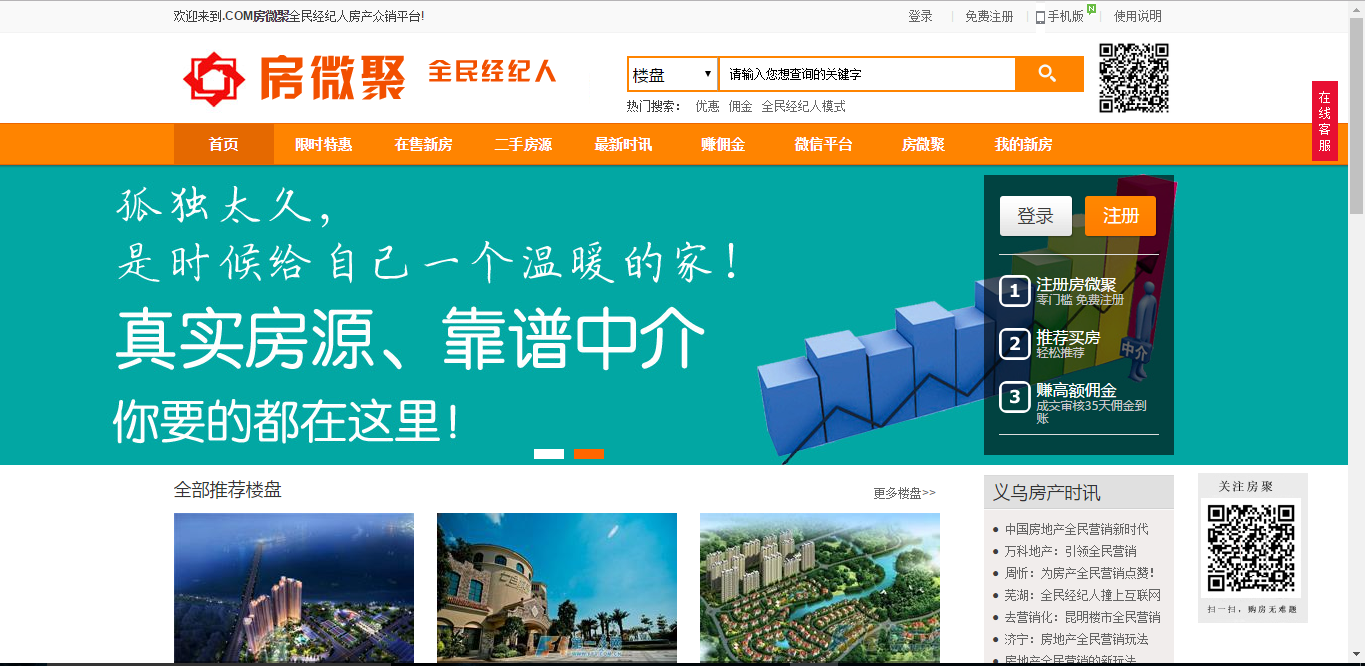 欢迎来到.COM房微聚全民经纪人房产众销平台!
登录 免费注册 手机版 N 使用说明
房微聚 全民经纪人
楼盘 请输入您想查询的关键字
热门搜索： 优惠 佣金 全民经纪人模式
在线客服
首页 限时特惠 在售新房 二手房源 最新时讯 赚佣金 微信平台 房微聚 我的新房
孤独太久，
是时候给自己一个温暖的家！
真实房源、靠谱中介
你要的都在这里！
登录 注册
1 注册房微聚
零门槛 免费注册
2 推荐买房
轻松推荐
3 赚高额佣金
成交审核35天佣金到
账
中介
全部推荐楼盘 更多楼盘>>
义乌房产时讯
中国房地产全民营销新时代
万科地产：引领全民营销
周忻：为房产全民营销点赞！
芜湖：全民经纪人撞上互联网
去营销化：昆明楼市全民营销
济宁：房地产全民营销玩法
房地产全民营销的新玩法
关注房聚
扫一扫，购房无难题